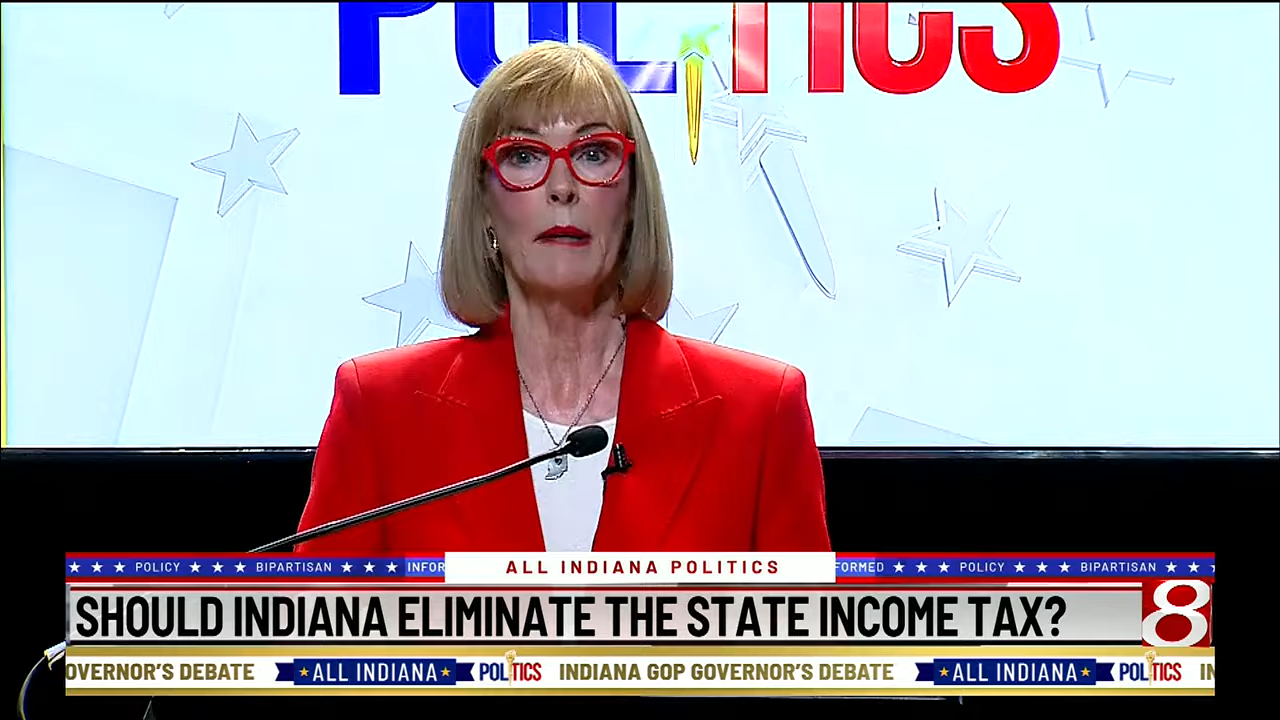 POLITICS
ALL INDIANA POLITICS
POLICY BIPARTISAN INFOR
FORMED POLICY BIPARTISAN
SHOULD INDIANA ELIMINATE THE STATE INCOME TAX?
8
OVERNOR'S DEBATE ALL INDIANA POLITICS INDIANA GOP GOVERNOR'S DEBATE ALL INDIANA POLITICS IN